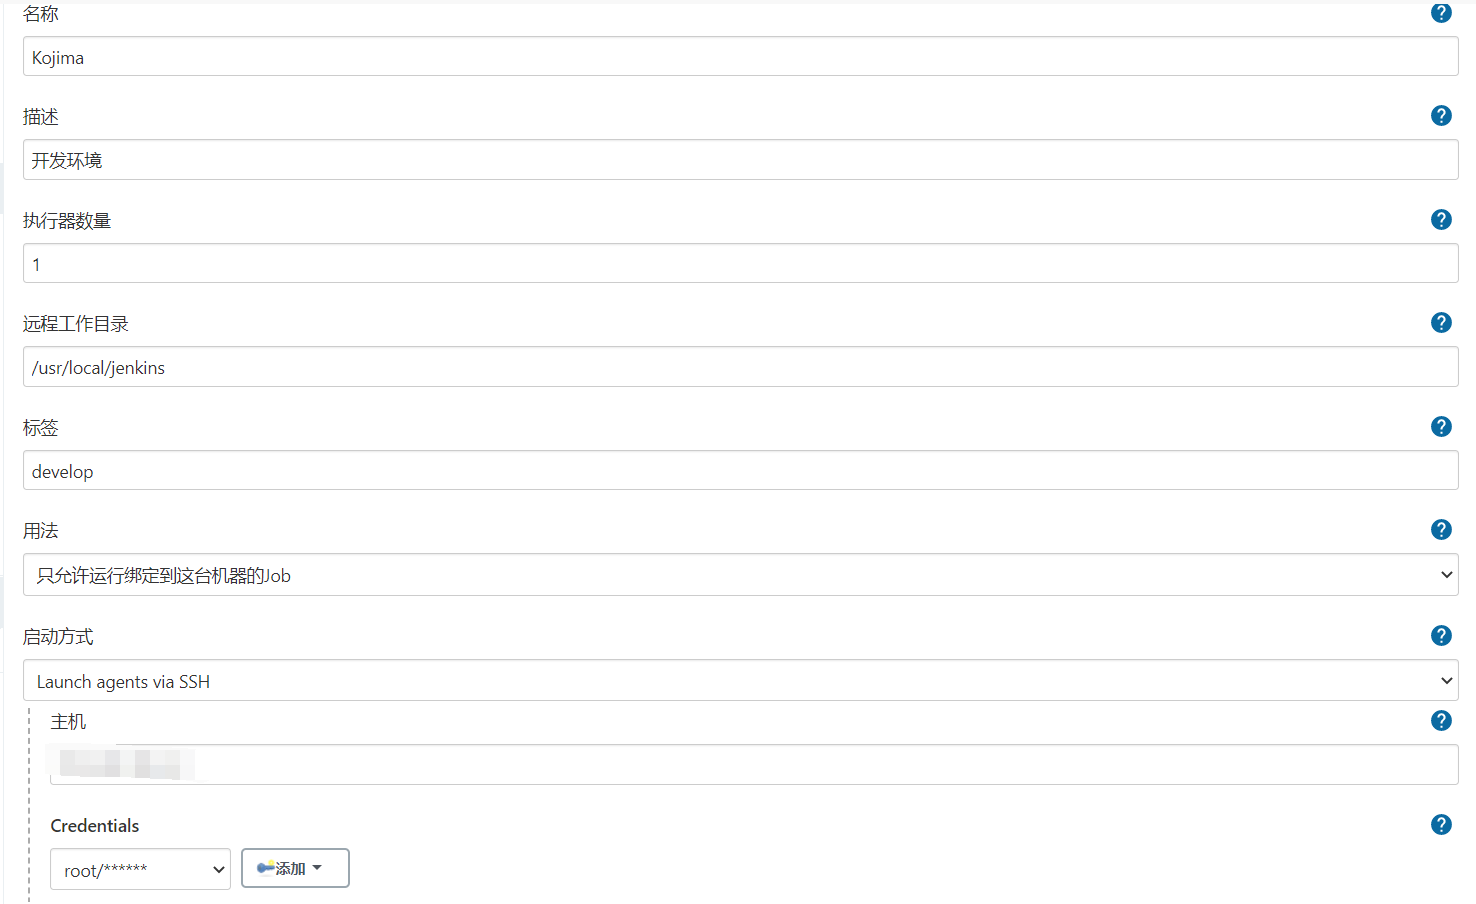 名称
Kojima
描述
开发环境
执行器数量
1
远程工作目录
/usr/local/jenkins
标签
develop
用法
只允许运行绑定到这台机器的Job
启动方式
Launch agents via SSH
主机
Credentials
root/******
添加